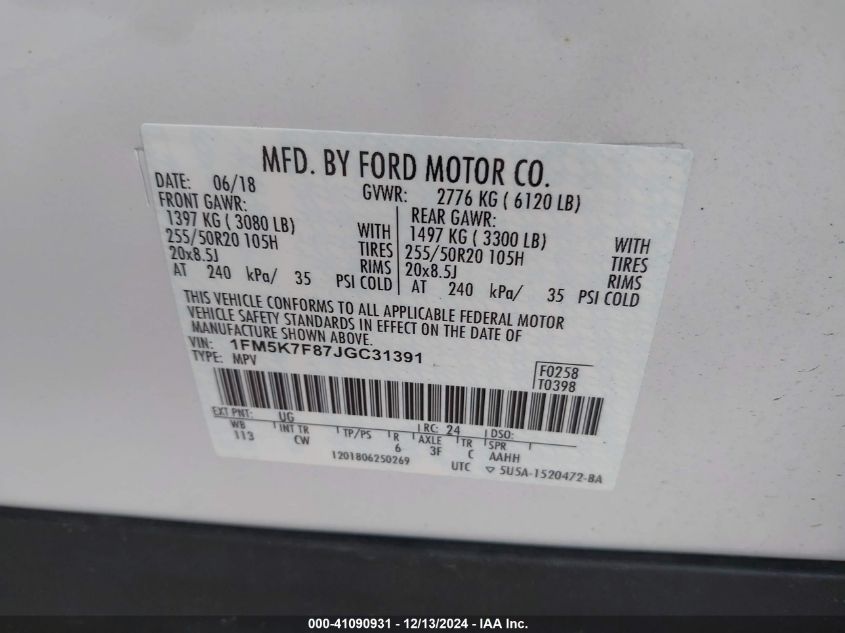 MFD. BY FORD MOTOR CO.
DATE: 06/18 GVWR: 2776 KG ( 6120 LB)
FRONT GAWR: REAR GAWR:
1397 KG ( 3080 LB) WITH 1497 KG ( 3300 LB) WITH
255/50R20 105H TIRES 255/50R20 105H TIRES
20x8.5J RIMS 20x8.5J RIMS
AT 240 kPa/ 35 PSI COLD AT 240 kPa/ 35 PSI COLD
THIS VEHICLE CONFORMS TO ALL APPLICABLE FEDERAL MOTOR
VEHICLE SAFETY STANDARDS IN EFFECT ON THE DATE OF
MANUFACTURE SHOWN ABOVE.
VIN: 1FM5K7F87JGC31391
TYPE: MPV
F0258
T0398
EXT PNT: UG RC: 24 DSO:
WB INT TR TP/PS R AXLE TR SPR
113 CW 6 3F C AAHH
1201806250269 UTC ▽ 5U5A-1520472-BA
000-41090931 - 12/13/2024 - IAA Inc.